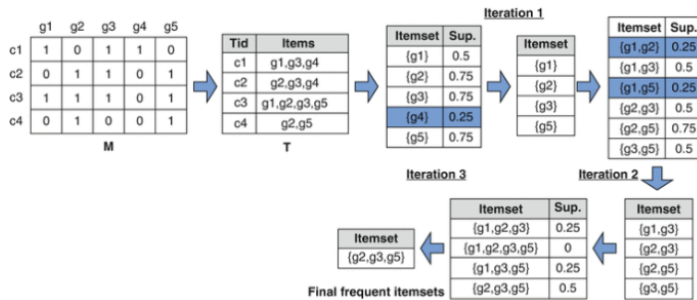 Iteration 1
g1 g2 g3 g4 g5
c1 1 0 1 1 0
c2 0 1 1 0 1
c3 1 1 1 0 1
c4 0 1 0 0 1
M
Tid Items
c1 g1,g3,g4
c2 g2,g3,g4
c3 g1,g2,g3,g5
c4 g2,g5
T
Itemset Sup.
{g1} 0.5
{g2} 0.75
{g3} 0.75
{g4} 0.25
{g5} 0.75
Itemset
{g1}
{g2}
{g3}
{g5}
Itemset Sup.
{g1,g2} 0.25
{g1,g3} 0.5
{g1,g5} 0.25
{g2,g3} 0.5
{g2,g5} 0.75
{g3,g5} 0.5
Iteration 2
Itemset
{g1,g3}
{g2,g3}
{g2,g5}
{g3,g5}
Iteration 3
Itemset Sup.
{g1,g2,g3} 0.25
{g1,g2,g3,g5} 0
{g1,g3,g5} 0.25
{g2,g3,g5} 0.5
Itemset
{g2,g3,g5}
Final frequent itemsets